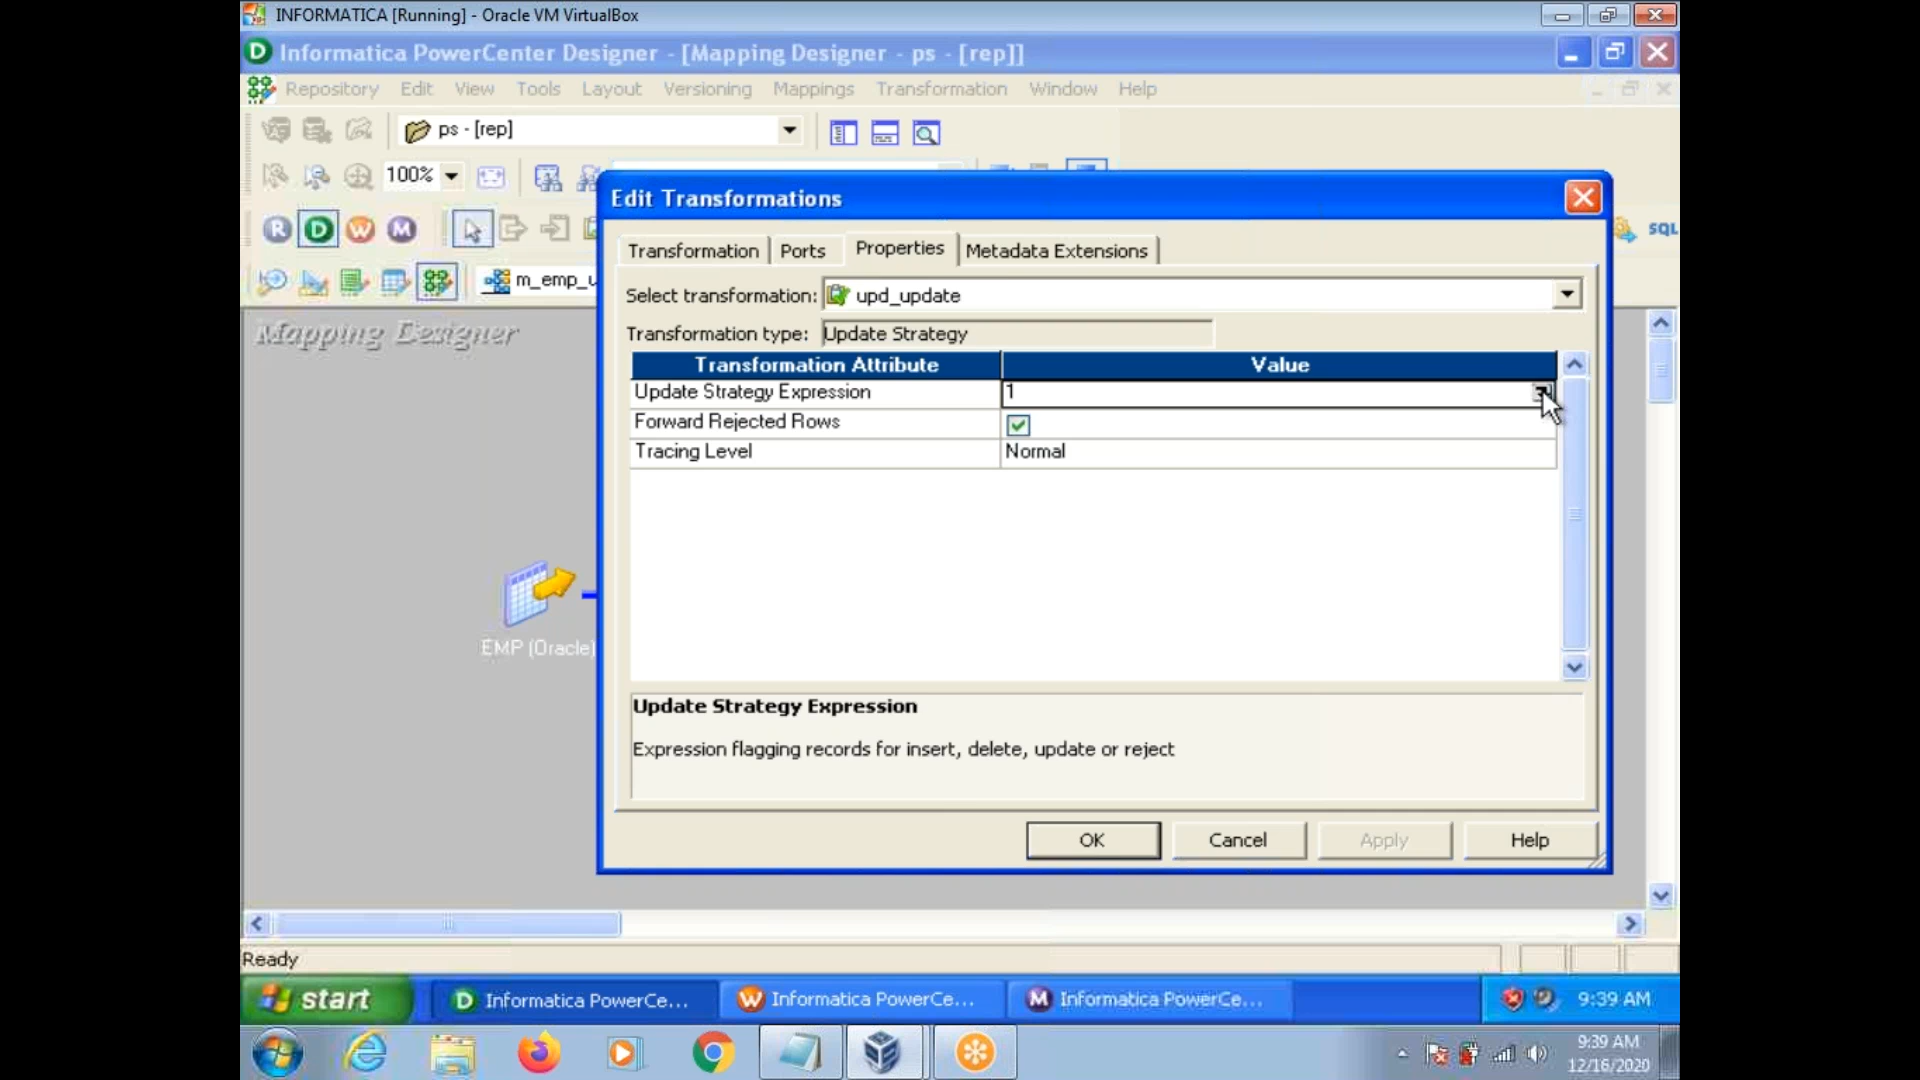 INFORMATICA [Running] - Oracle VM VirtualBox
Informatica PowerCenter Designer - [Mapping Designer - ps - [rep]]
Repository Edit View Tools Layout Versioning Mappings Transformation Window Help
ps - [rep]
100%
Edit Transformations
R D W M
SQL
Transformation Ports Properties Metadata Extensions
m_emp_u
Select transformation: upd_update
Mapping Designer
Transformation type: Update Strategy
Transformation Attribute Value
Update Strategy Expression 1
Forward Rejected Rows
Tracing Level Normal
EMP (Oracle)
Update Strategy Expression
Expression flagging records for insert, delete, update or reject
OK Cancel Apply Help
Ready
start Informatica PowerCe... Informatica PowerCe... Informatica PowerCe... 9:39 AM
9:39 AM
12/16/2020